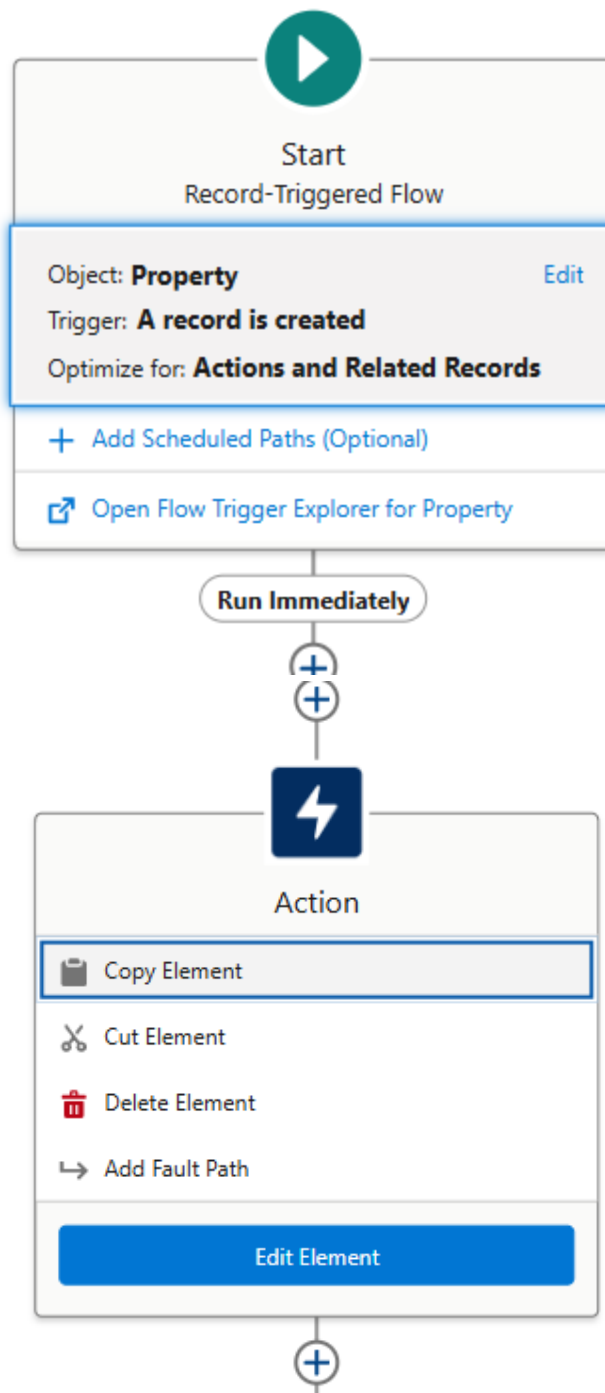 Start
Record-Triggered Flow
Object: Property Edit
Trigger: A record is created
Optimize for: Actions and Related Records
Add Scheduled Paths (Optional)
Open Flow Trigger Explorer for Property
Run Immediately
Action
Copy Element
Cut Element
Delete Element
Add Fault Path
Edit Element